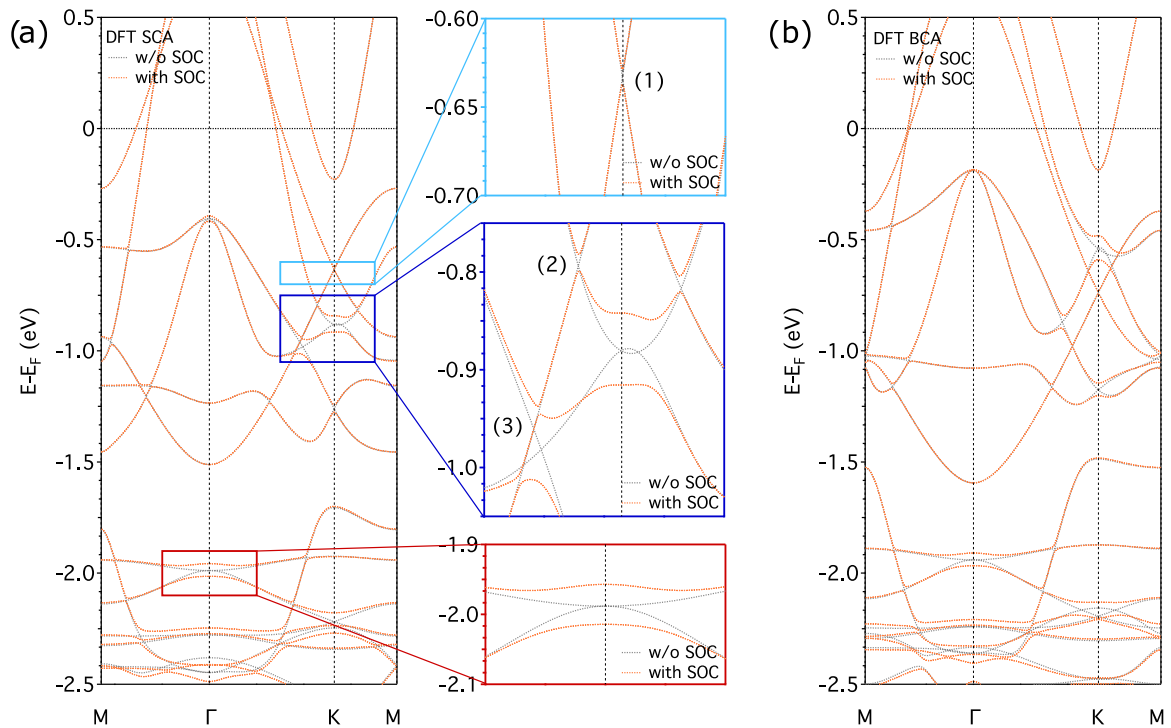 (a)
DFT SCA
w/o SOC
with SOC
0.5
0
-0.5
-1.0
-1.5
-2.0
-2.5
E-E_F (eV)
M
Γ
K
M
-0.60
-0.65
-0.70
(1)
w/o SOC
with SOC
-0.8
-0.9
-1.0
(2)
(3)
w/o SOC
with SOC
-1.9
-2.0
-2.1
w/o SOC
with SOC
(b)
DFT BCA
w/o SOC
with SOC
0.5
0
-0.5
-1.0
-1.5
-2.0
-2.5
E-E_F (eV)
M
Γ
K
M